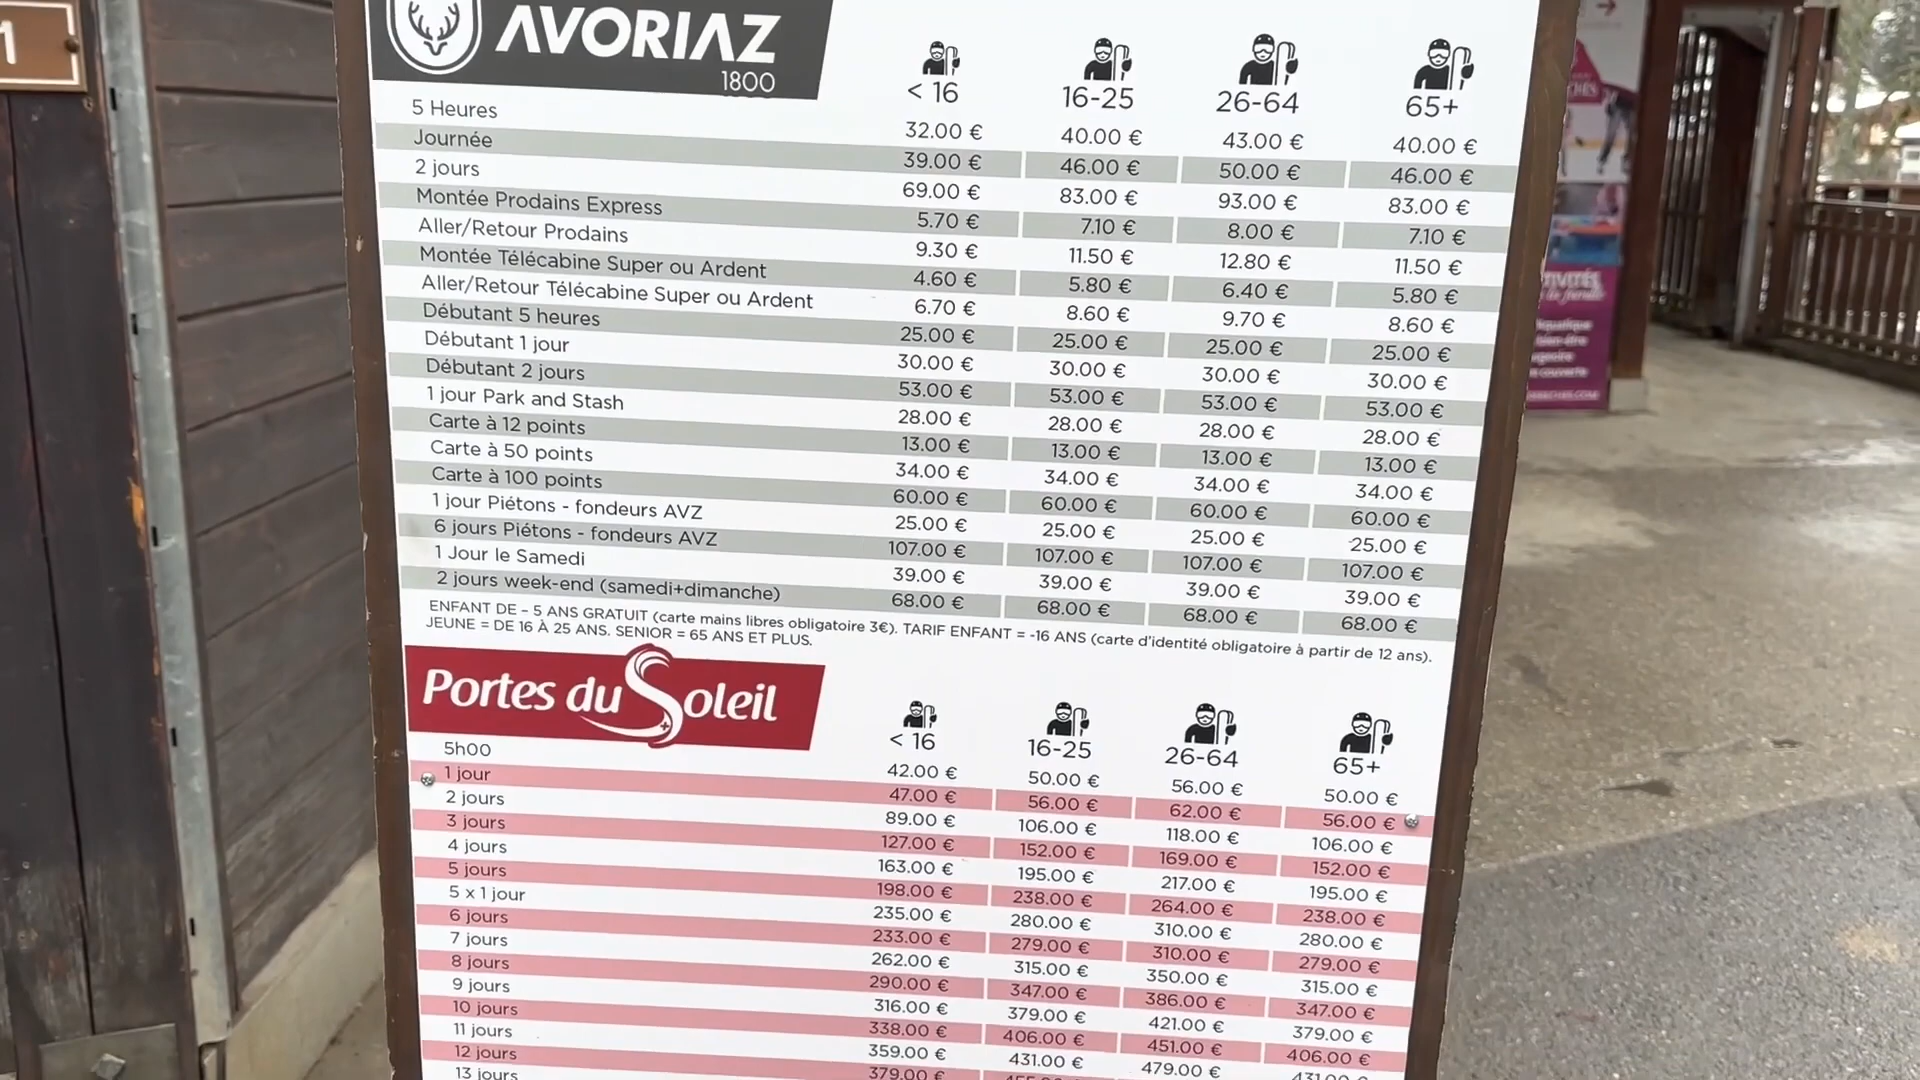 1
AVORIAZ
1800
< 16 16-25 26-64 65+
5 Heures 32.00 € 40.00 € 43.00 € 40.00 €
Journée 39.00 € 46.00 € 50.00 € 46.00 €
2 jours 69.00 € 83.00 € 93.00 € 83.00 €
Montée Prodains Express 5.70 € 7.10 € 8.00 € 7.10 €
Aller/Retour Prodains 9.30 € 11.50 € 12.80 € 11.50 €
Montée Télécabine Super ou Ardent 4.60 € 5.80 € 6.40 € 5.80 €
Aller/Retour Télécabine Super ou Ardent 6.70 € 8.60 € 9.70 € 8.60 €
Débutant 5 heures 25.00 € 25.00 € 25.00 € 25.00 €
Débutant 1 jour 30.00 € 30.00 € 30.00 € 30.00 €
Débutant 2 jours 53.00 € 53.00 € 53.00 € 53.00 €
1 jour Park and Stash 28.00 € 28.00 € 28.00 € 28.00 €
Carte à 12 points 13.00 € 13.00 € 13.00 € 13.00 €
Carte à 50 points 34.00 € 34.00 € 34.00 € 34.00 €
Carte à 100 points 60.00 € 60.00 € 60.00 € 60.00 €
1 jour Piétons - fondeurs AVZ 25.00 € 25.00 € 25.00 € 25.00 €
6 jours Piétons - fondeurs AVZ 107.00 € 107.00 € 107.00 € 107.00 €
1 Jour le Samedi 39.00 € 39.00 € 39.00 € 39.00 €
2 jours week-end (samedi+dimanche) 68.00 € 68.00 € 68.00 € 68.00 €
ENFANT DE - 5 ANS GRATUIT (carte mains libres obligatoire 3€). TARIF ENFANT = -16 ANS (carte d'identité obligatoire à partir de 12 ans).
JEUNE = DE 16 À 25 ANS. SENIOR = 65 ANS ET PLUS.
Portes du Soleil
< 16 16-25 26-64 65+
5h00 42.00 € 50.00 € 56.00 € 50.00 €
1 jour 47.00 € 56.00 € 62.00 € 56.00 €
2 jours 89.00 € 106.00 € 118.00 € 106.00 €
3 jours 127.00 € 152.00 € 169.00 € 152.00 €
4 jours 163.00 € 195.00 € 217.00 € 195.00 €
5 jours 198.00 € 238.00 € 264.00 € 238.00 €
5 x 1 jour 235.00 € 280.00 € 310.00 € 280.00 €
6 jours 233.00 € 279.00 € 310.00 € 279.00 €
7 jours 262.00 € 315.00 € 350.00 € 315.00 €
8 jours 290.00 € 347.00 € 386.00 € 347.00 €
9 jours 316.00 € 379.00 € 421.00 € 379.00 €
10 jours 338.00 € 406.00 € 451.00 € 406.00 €
11 jours 359.00 € 431.00 € 479.00 € 431.00 €
12 jours 379.00 €
13 jours